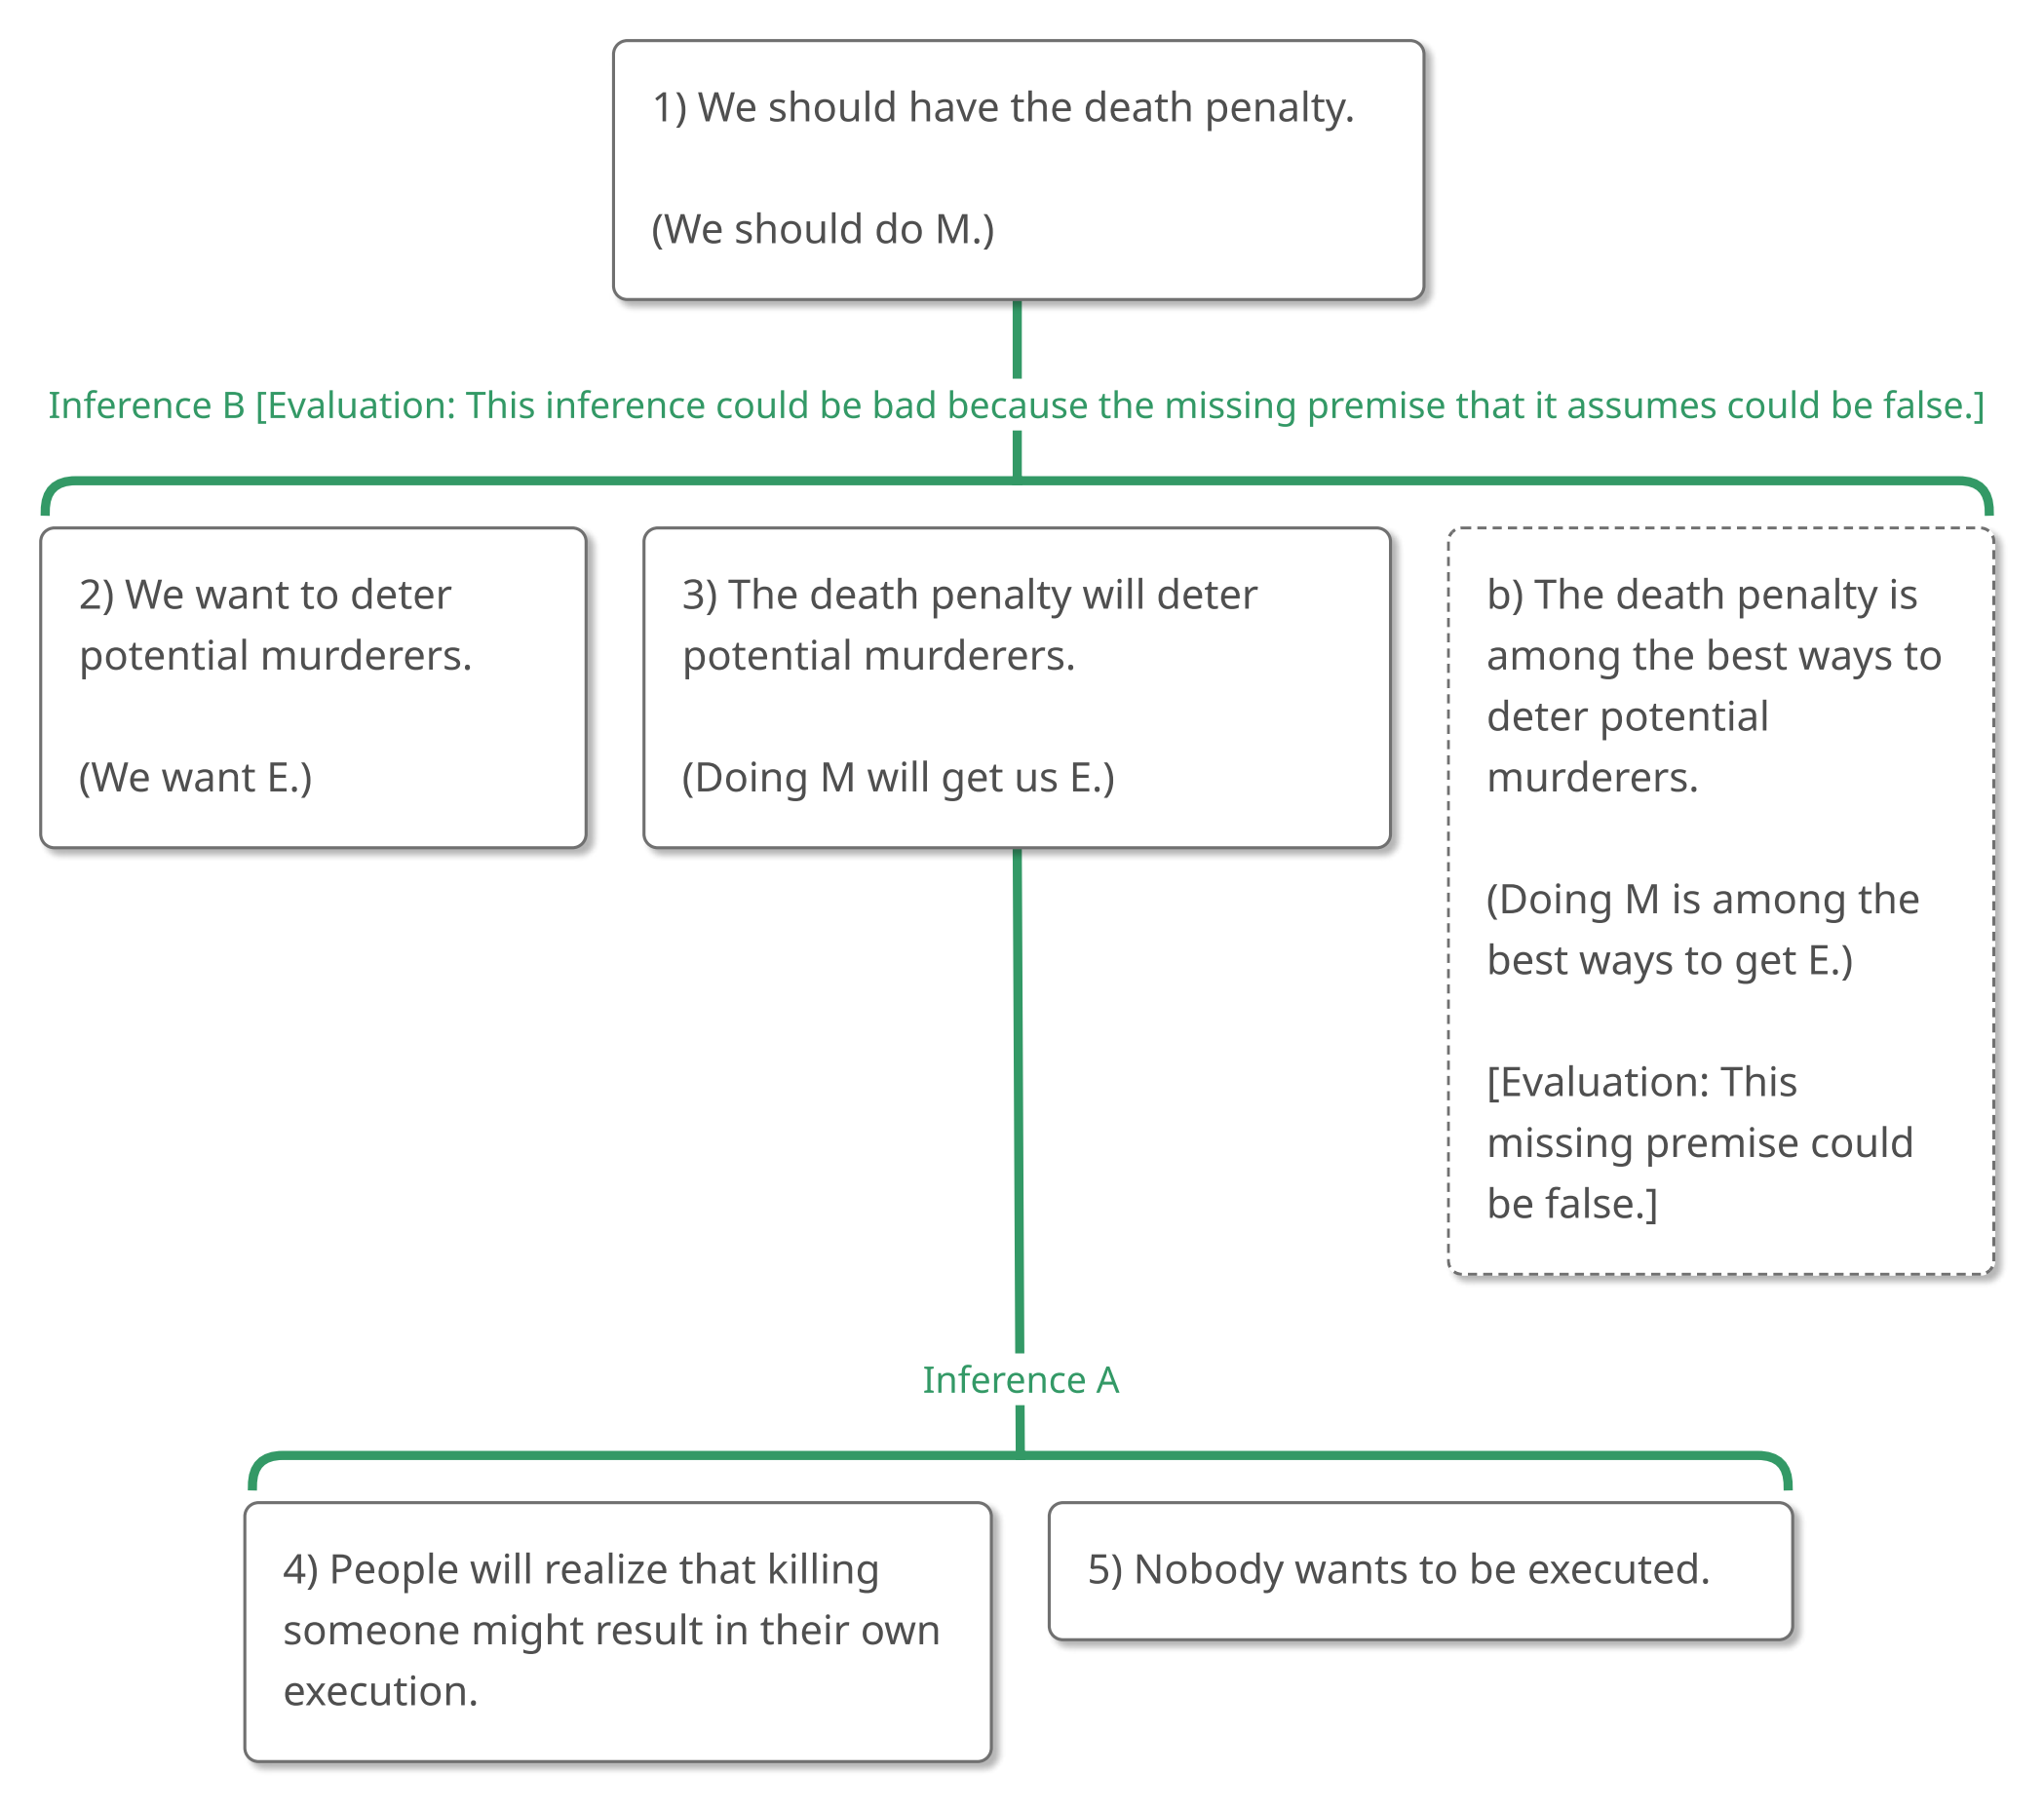 1) We should have the death penalty.
(We should do M.)
Inference B [Evaluation: This inference could be bad because the missing premise that it assumes could be false.]
2) We want to deter
potential murderers.
(We want E.)
3) The death penalty will deter
potential murderers.
(Doing M will get us E.)
b) The death penalty is
among the best ways to
deter potential
murderers.
(Doing M is among the
best ways to get E.)
[Evaluation: This
missing premise could
be false.]
Inference A
4) People will realize that killing
someone might result in their own
execution.
5) Nobody wants to be executed.